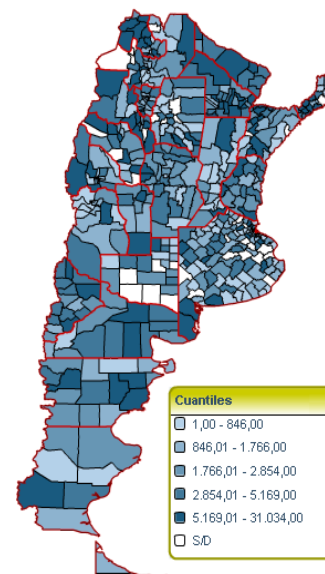 Cuantiles
1,00 - 846,00
846,01 - 1.766,00
1.766,01 - 2.854,00
2.854,01 - 5.169,00
5.169,01 - 31.034,00
S/D